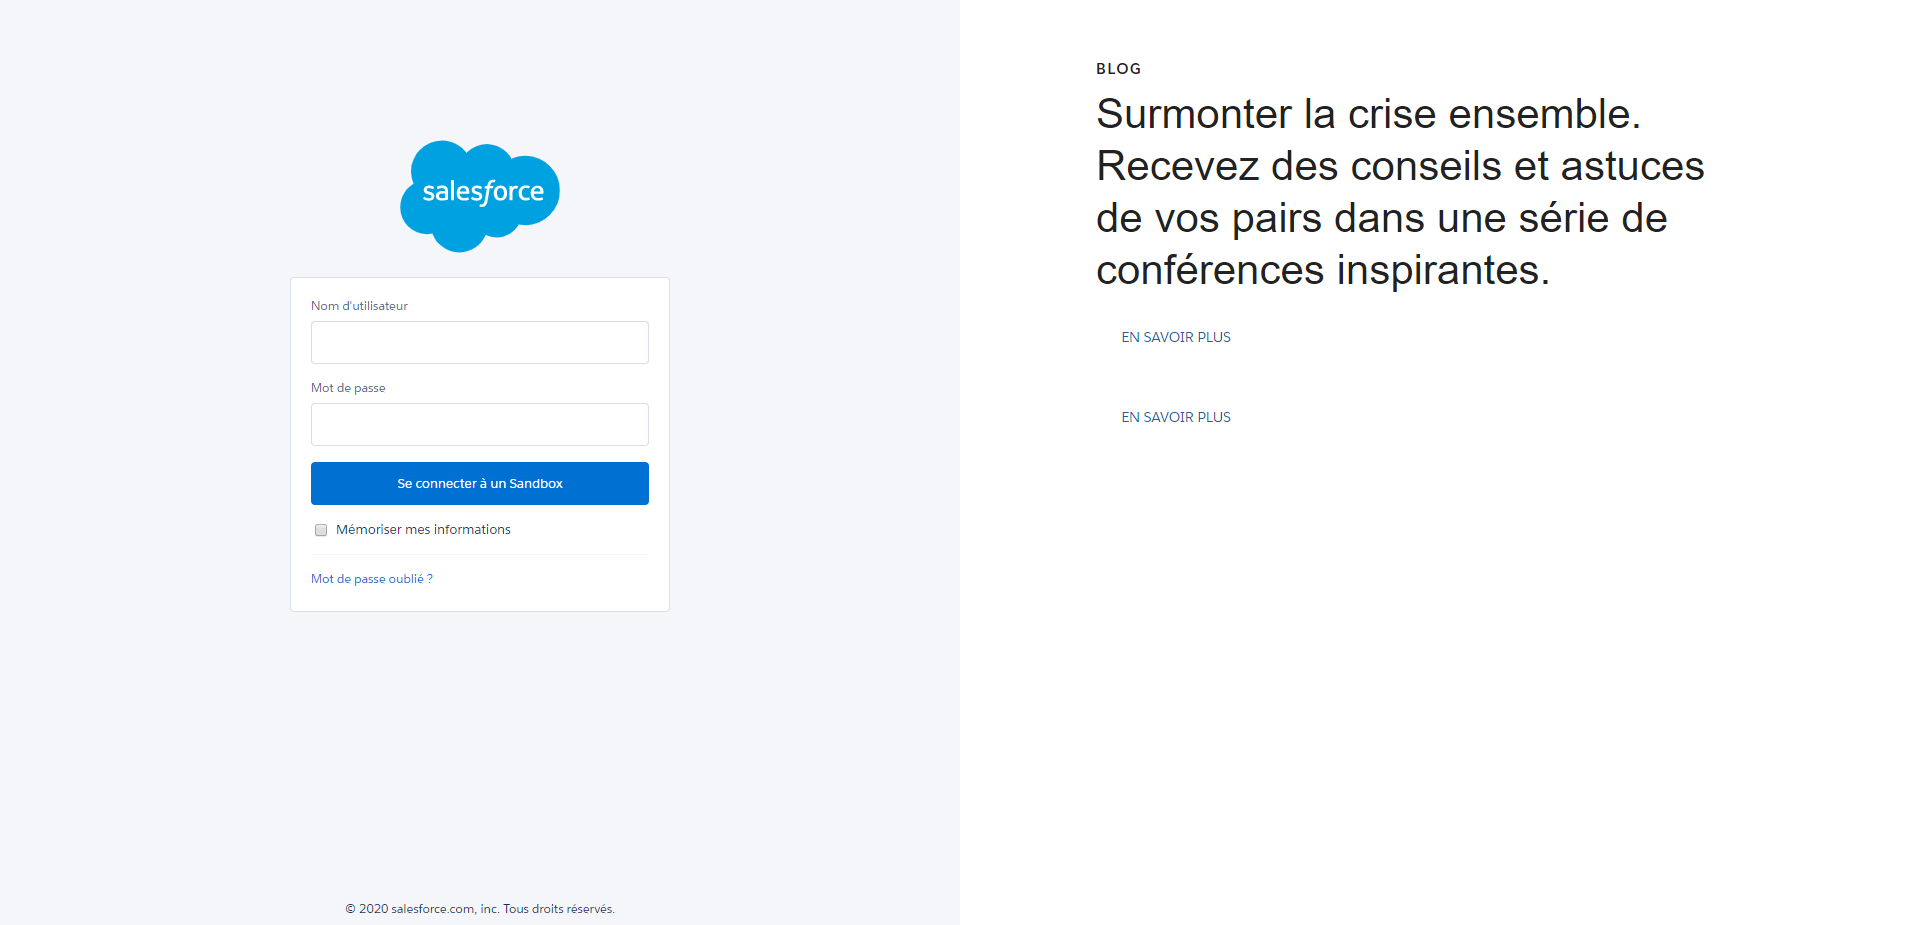 salesforce
Nom d'utilisateur
Mot de passe
Se connecter à un Sandbox
Mémoriser mes informations
Mot de passe oublié ?
© 2020 salesforce.com, inc. Tous droits réservés.
BLOG
Surmonter la crise ensemble.
Recevez des conseils et astuces
de vos pairs dans une série de
conférences inspirantes.
EN SAVOIR PLUS
EN SAVOIR PLUS